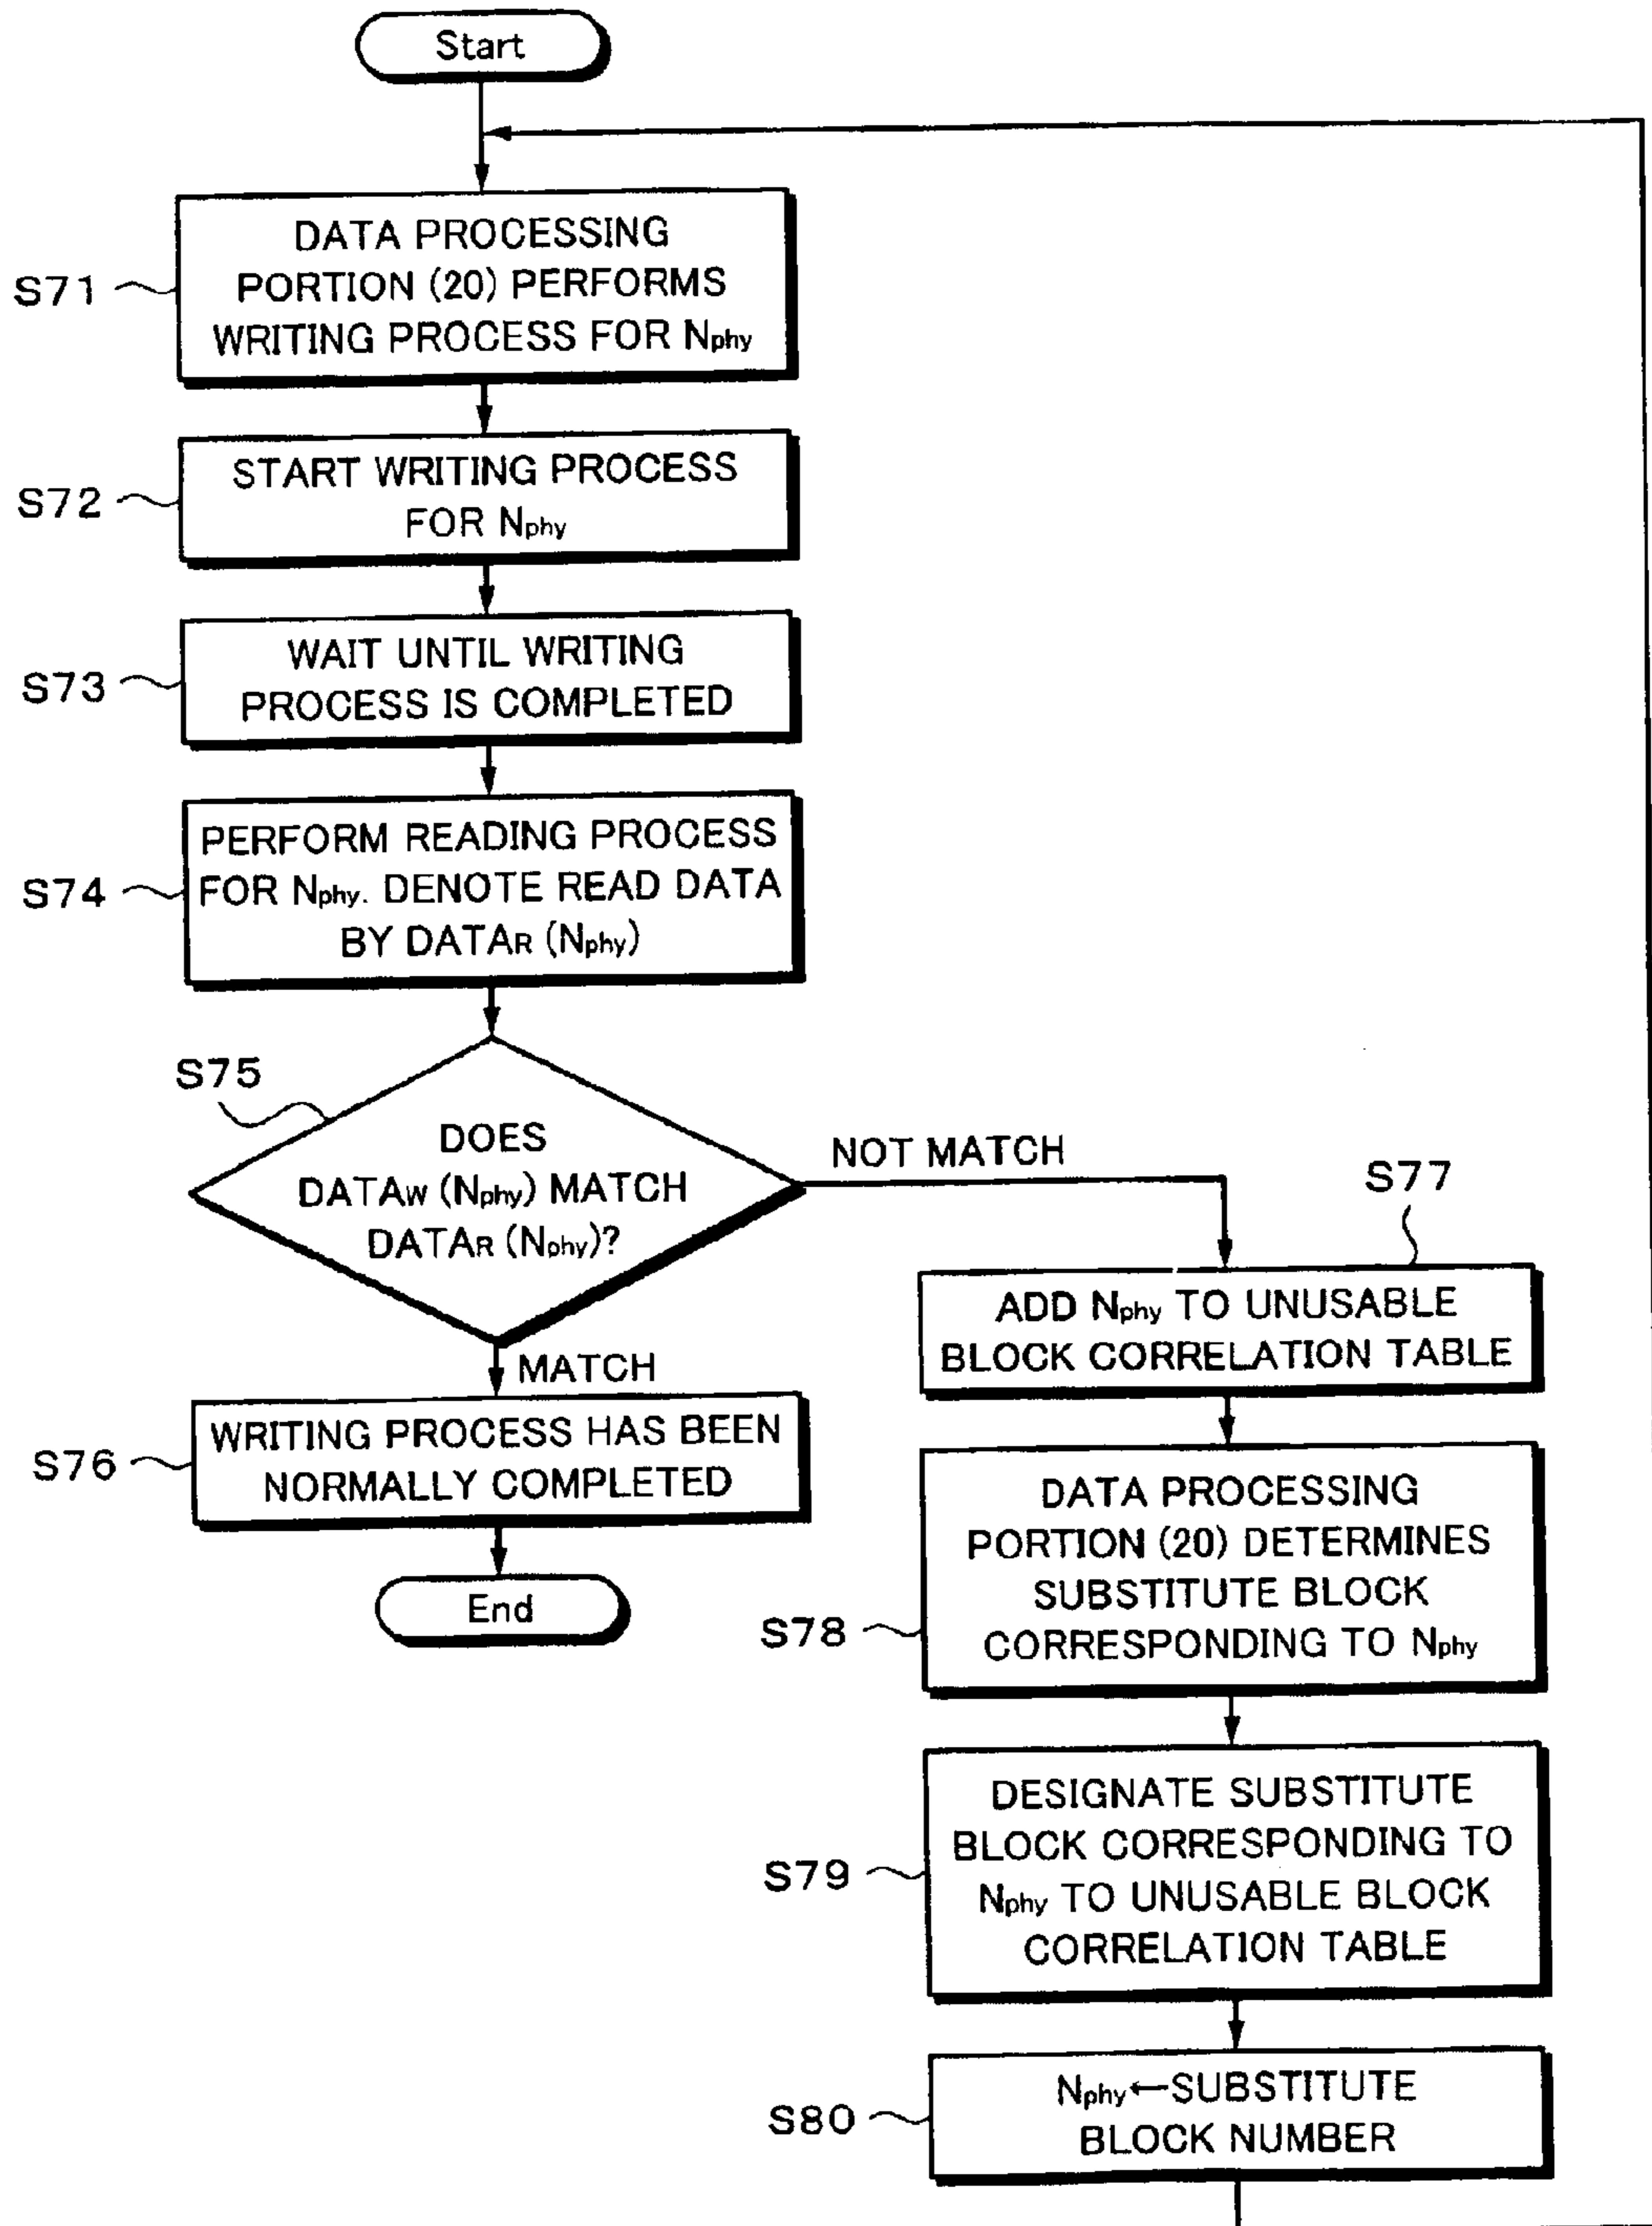 Start
S71
DATA PROCESSING
PORTION (20) PERFORMS
WRITING PROCESS FOR Nphy
S72
START WRITING PROCESS
FOR Nphy
S73
WAIT UNTIL WRITING
PROCESS IS COMPLETED
S74
PERFORM READING PROCESS
FOR Nphy. DENOTE READ DATA
BY DATAR (Nphy)
S75
DOES
DATAW (Nphy) MATCH
DATAR (Nphy)?
NOT MATCH
MATCH
S76
WRITING PROCESS HAS BEEN
NORMALLY COMPLETED
End
S77
ADD Nphy TO UNUSABLE
BLOCK CORRELATION TABLE
S78
DATA PROCESSING
PORTION (20) DETERMINES
SUBSTITUTE BLOCK
CORRESPONDING TO Nphy
S79
DESIGNATE SUBSTITUTE
BLOCK CORRESPONDING TO
Nphy TO UNUSABLE BLOCK
CORRELATION TABLE
S80
Nphy←SUBSTITUTE
BLOCK NUMBER